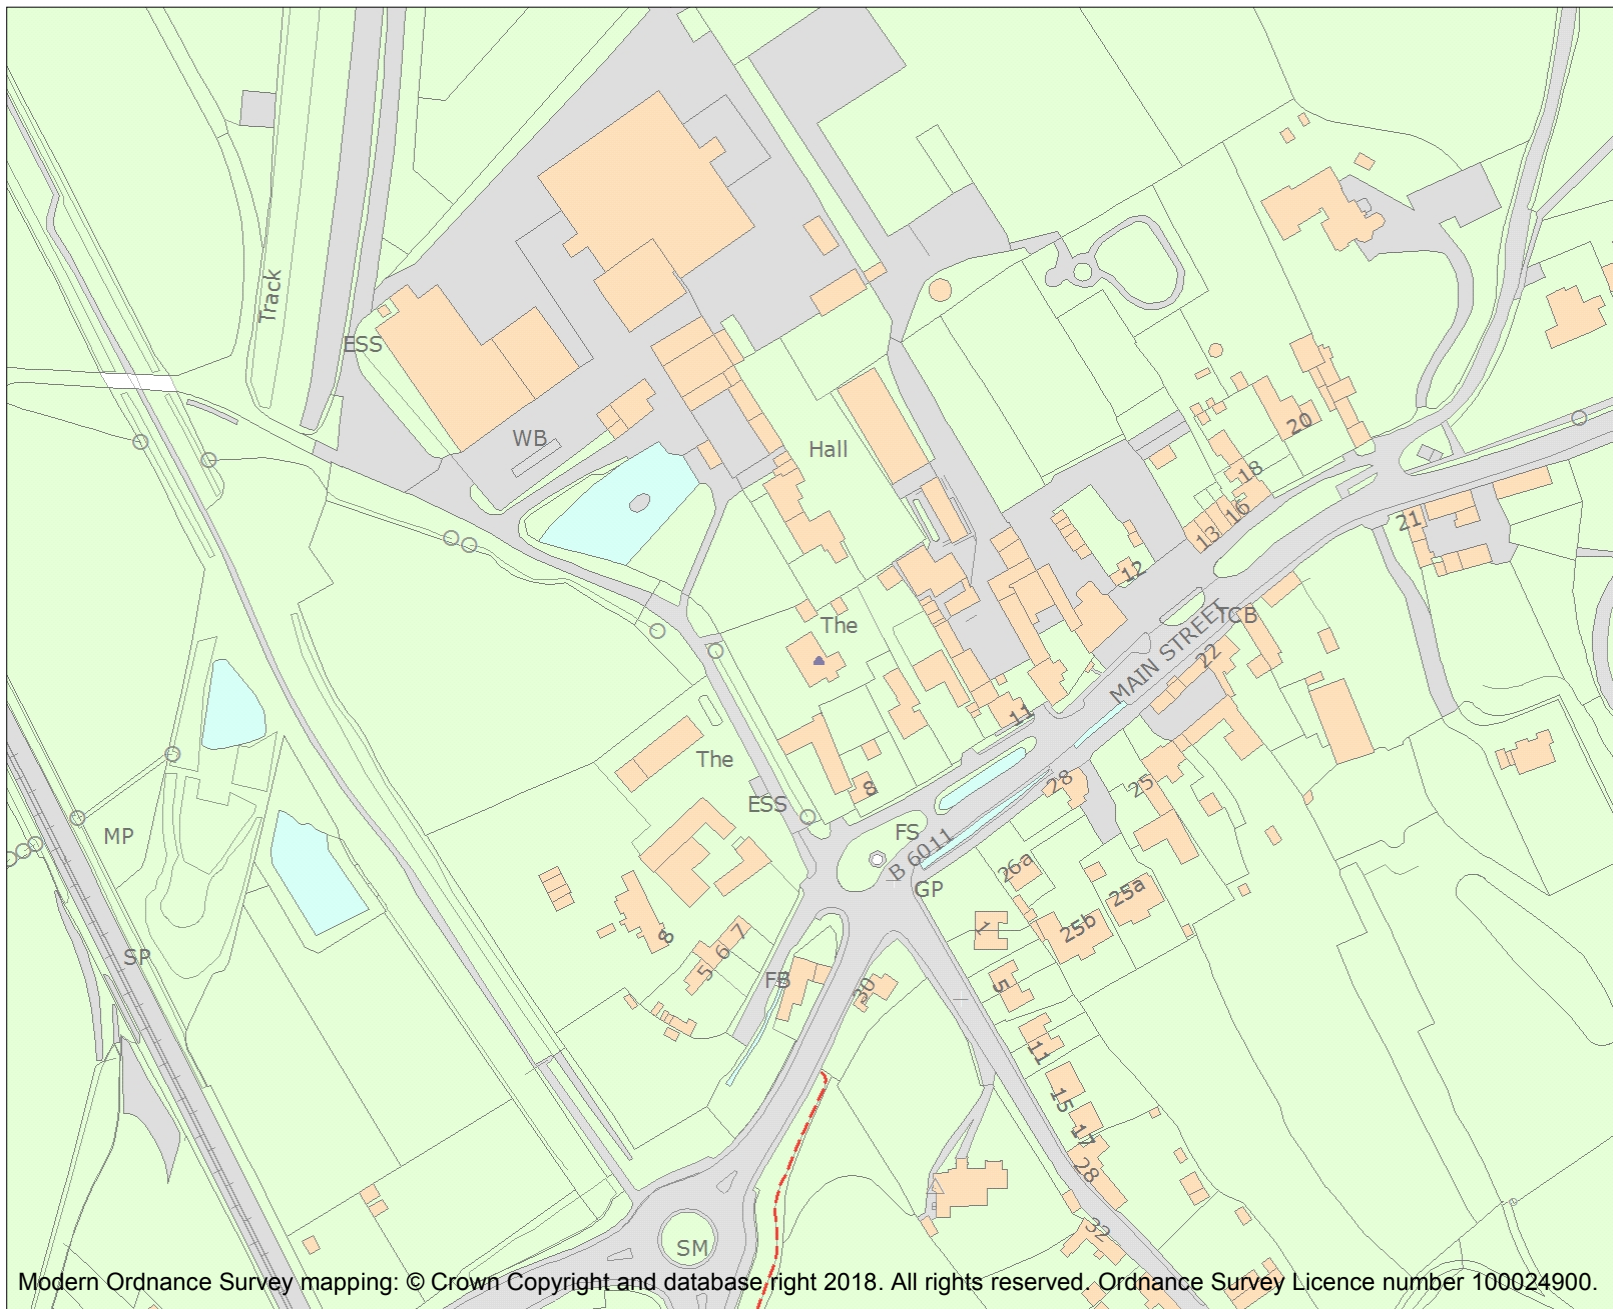 Track
ESS
WB
Hall
20
18
16
13
21
12
TCB
The
MAIN STREET
22
11
The
8
ESS
28
25
MP
FS
B 6011
GP
26a
25a
25b
1
8
7
6
5
SP
FB
30
5
11
15
17
28
32
SM
Modern Ordnance Survey mapping: © Crown Copyright and database right 2018. All rights reserved. Ordnance Survey Licence number 100024900.